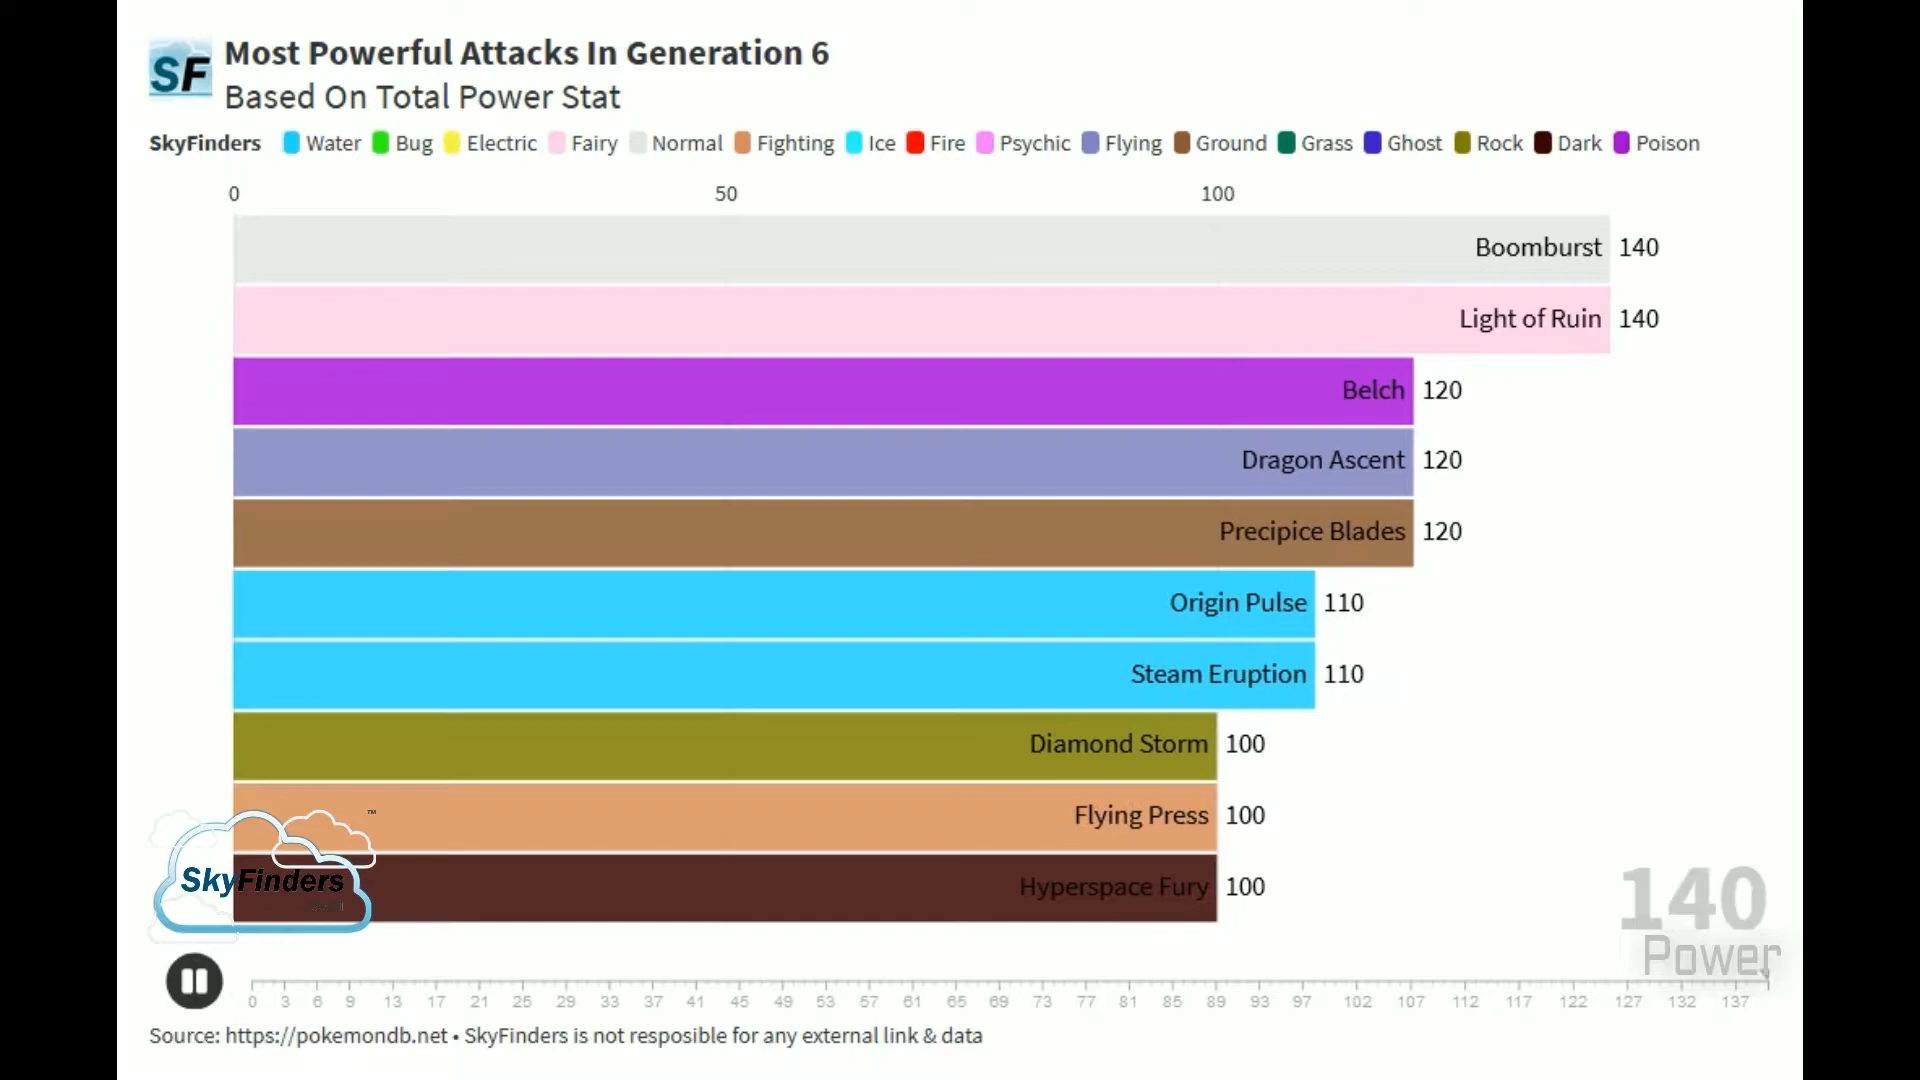 SF
Most Powerful Attacks In Generation 6
Based On Total Power Stat
SkyFinders Water Bug Electric Fairy Normal Fighting Ice Fire Psychic Flying Ground Grass Ghost Rock Dark Poison
0 50 100
Boomburst 140
Light of Ruin 140
Belch 120
Dragon Ascent 120
Precipice Blades 120
Origin Pulse 110
Steam Eruption 110
Diamond Storm 100
Flying Press 100
Hyperspace Fury 100
SkyFinders ™
140
Power
0 3 6 9 13 17 21 25 29 33 37 41 45 49 53 57 61 65 69 73 77 81 85 89 93 97 102 107 112 117 122 127 132 137
Source: https://pokemondb.net • SkyFinders is not resposible for any external link & data